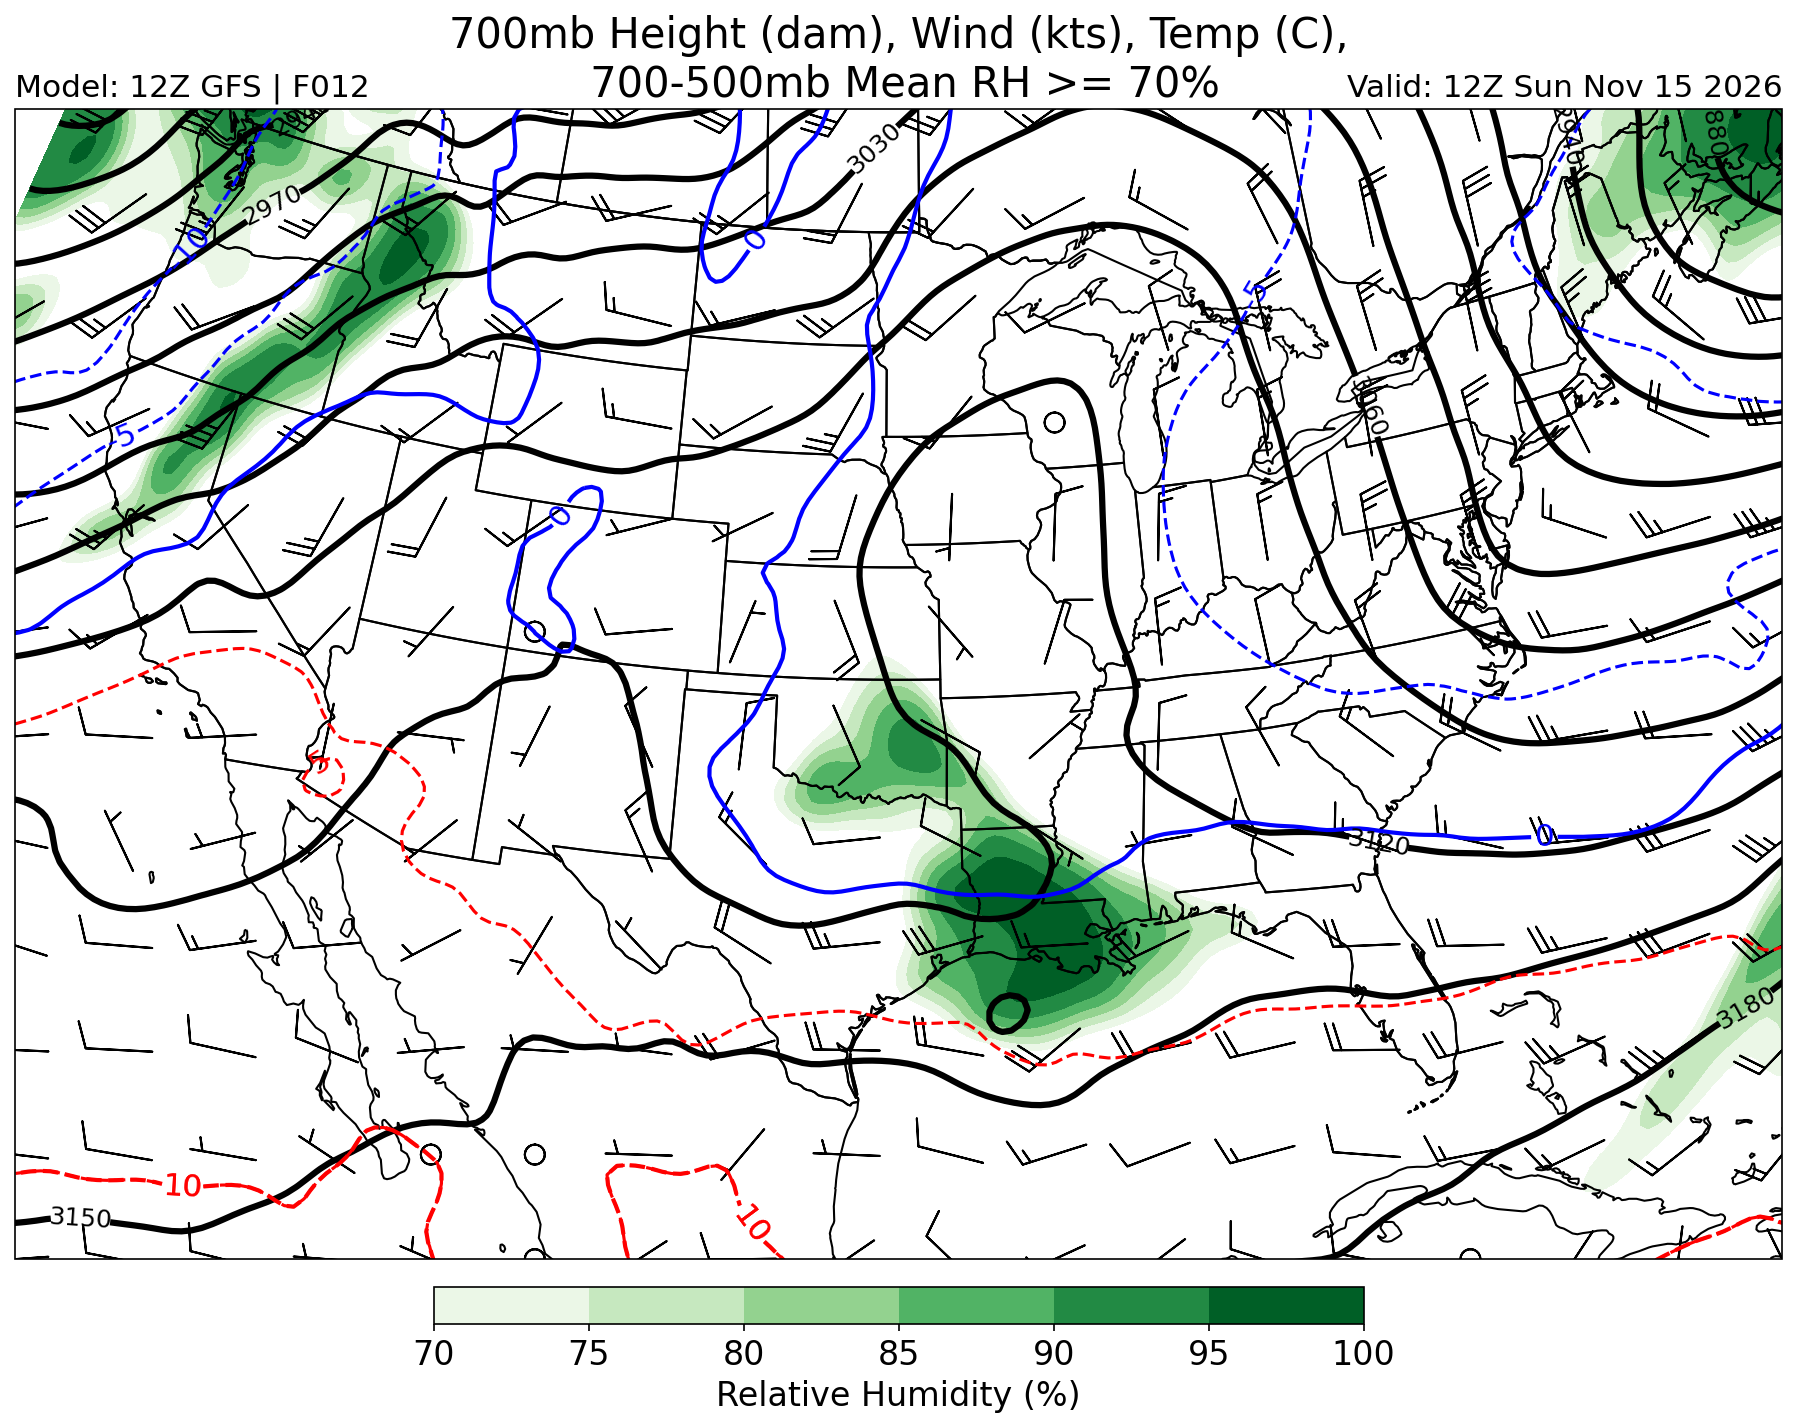 700mb Height (dam), Wind (kts), Temp (C),
700-500mb Mean RH >= 70%
Model: 12Z GFS | F012
Valid: 12Z Sun Nov 15 2026
3030
2940
2880
2970
-10
0
-5
3060
-5
0
5
3120
0
3180
10
3150
10
70 75 80 85 90 95 100
Relative Humidity (%)